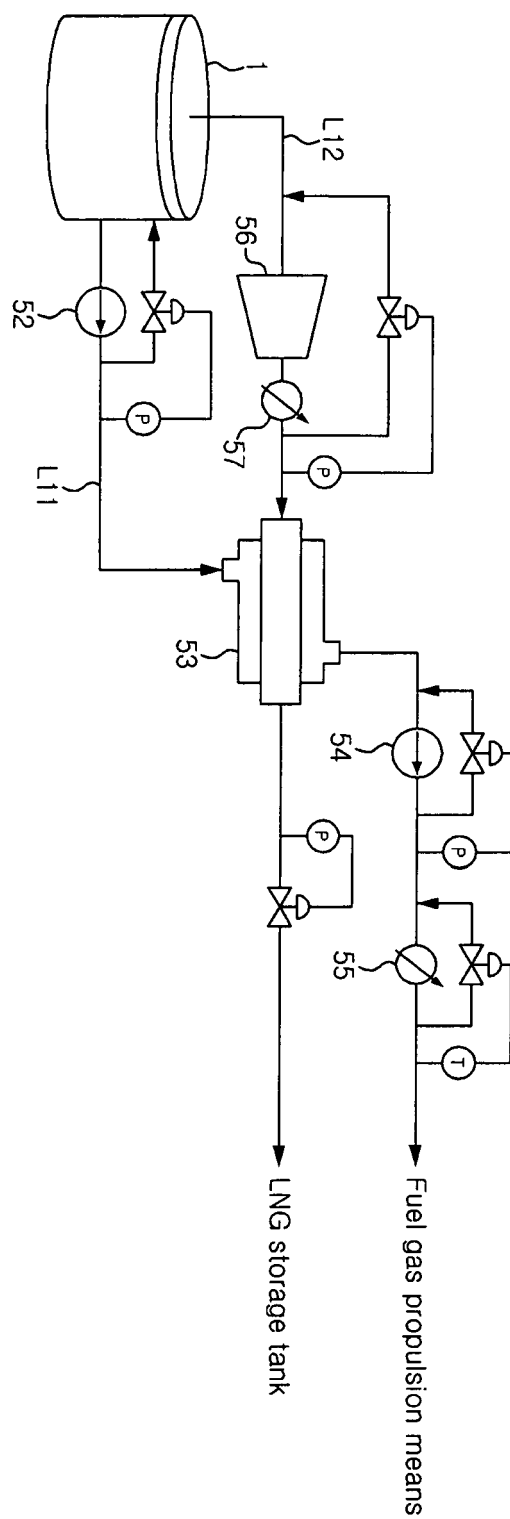 1
L12
56
57
P
52
P
L11
53
54
P
55
T
P
Fuel gas propulsion means
LNG storage tank